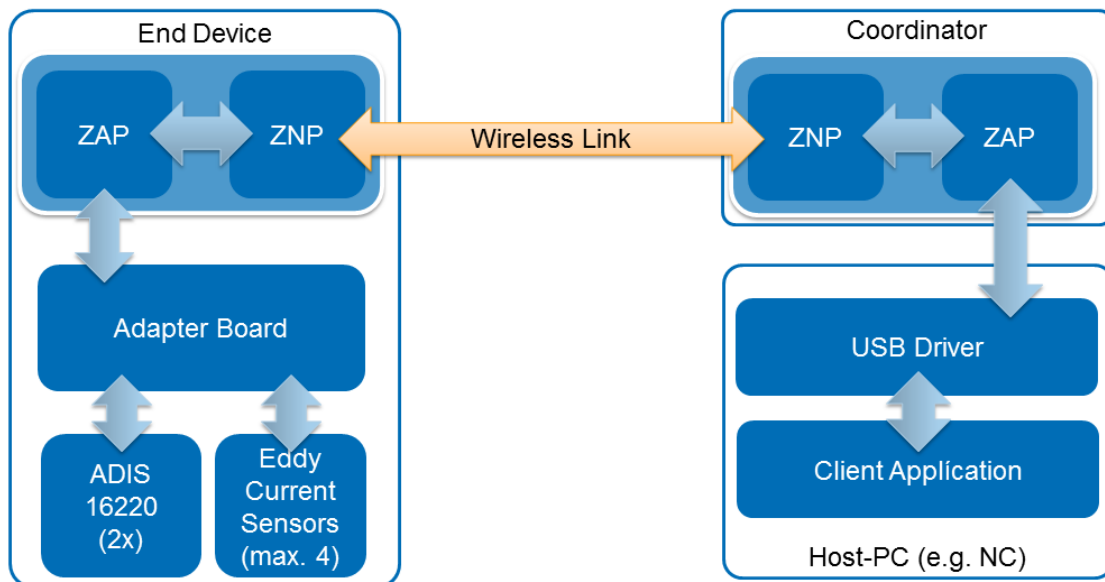 End Device
ZAP
ZNP
Adapter Board
ADIS
16220
(2x)
Eddy
Current
Sensors
(max. 4)
Wireless Link
Coordinator
ZNP
ZAP
USB Driver
Client Applícation
Host-PC (e.g. NC)